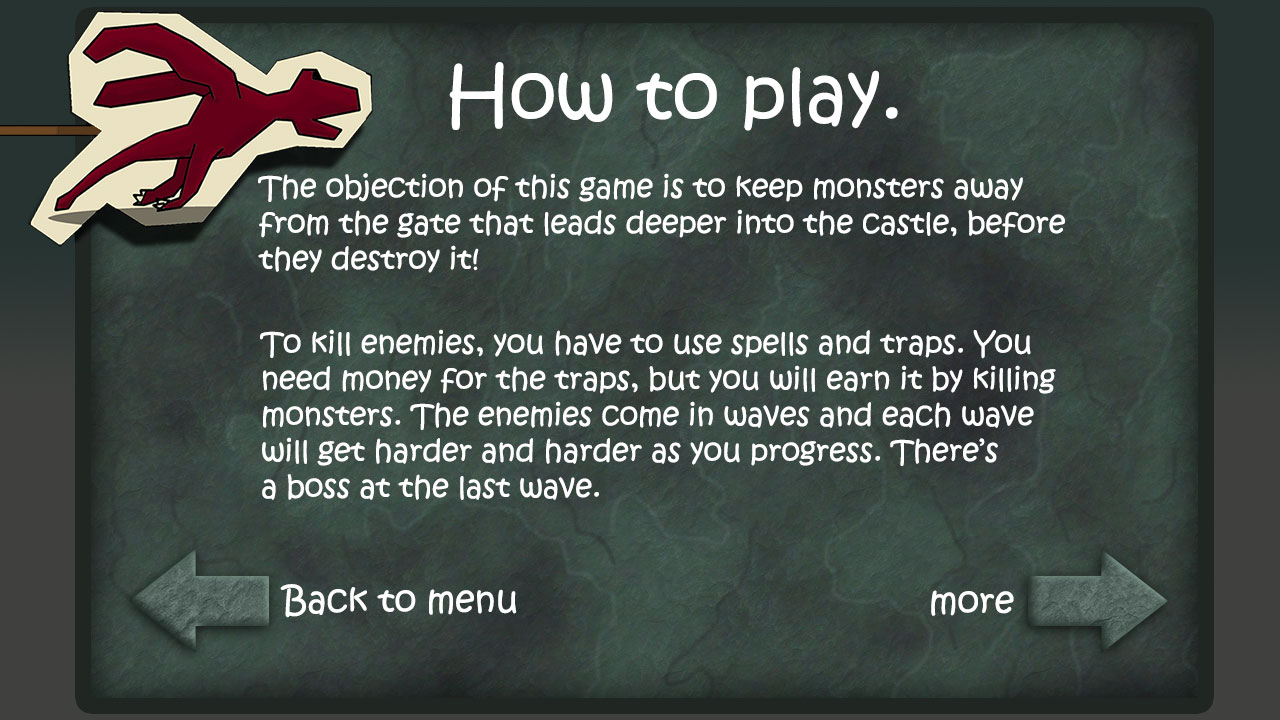 How to play.
The objection of this game is to keep monsters away
from the gate that leads deeper into the castle, before
they destroy it!
To kill enemies, you have to use spells and traps. You
need money for the traps, but you will earn it by killing
monsters. The enemies come in waves and each wave
will get harder and harder as you progress. There's
a boss at the last wave.
Back to menu
more